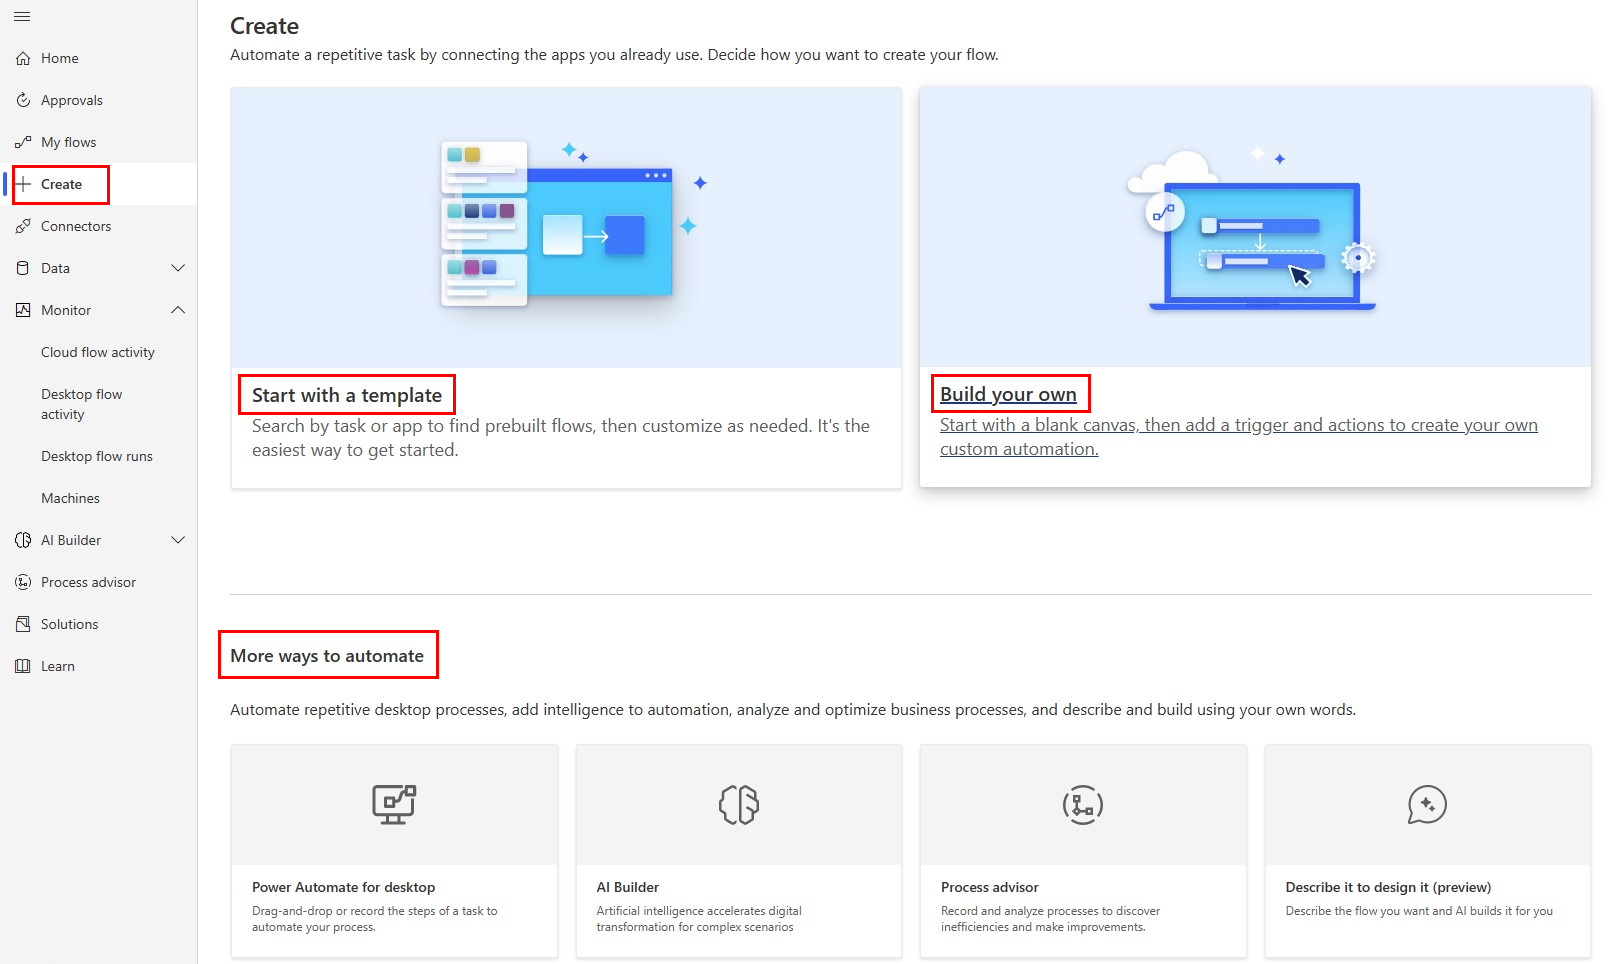 Home
Approvals
My flows
Create
Connectors
Data
Monitor
Cloud flow activity
Desktop flow
activity
Desktop flow runs
Machines
AI Builder
Process advisor
Solutions
Learn
Create
Automate a repetitive task by connecting the apps you already use. Decide how you want to create your flow.
Start with a template
Search by task or app to find prebuilt flows, then customize as needed. It's the
easiest way to get started.
Build your own
Start with a blank canvas, then add a trigger and actions to create your own
custom automation.
More ways to automate
Automate repetitive desktop processes, add intelligence to automation, analyze and optimize business processes, and describe and build using your own words.
Power Automate for desktop
Drag-and-drop or record the steps of a task to
automate your process.
AI Builder
Artificial intelligence accelerates digital
transformation for complex scenarios
Process advisor
Record and analyze processes to discover
inefficiencies and make improvements.
Describe it to design it (preview)
Describe the flow you want and AI builds it for you